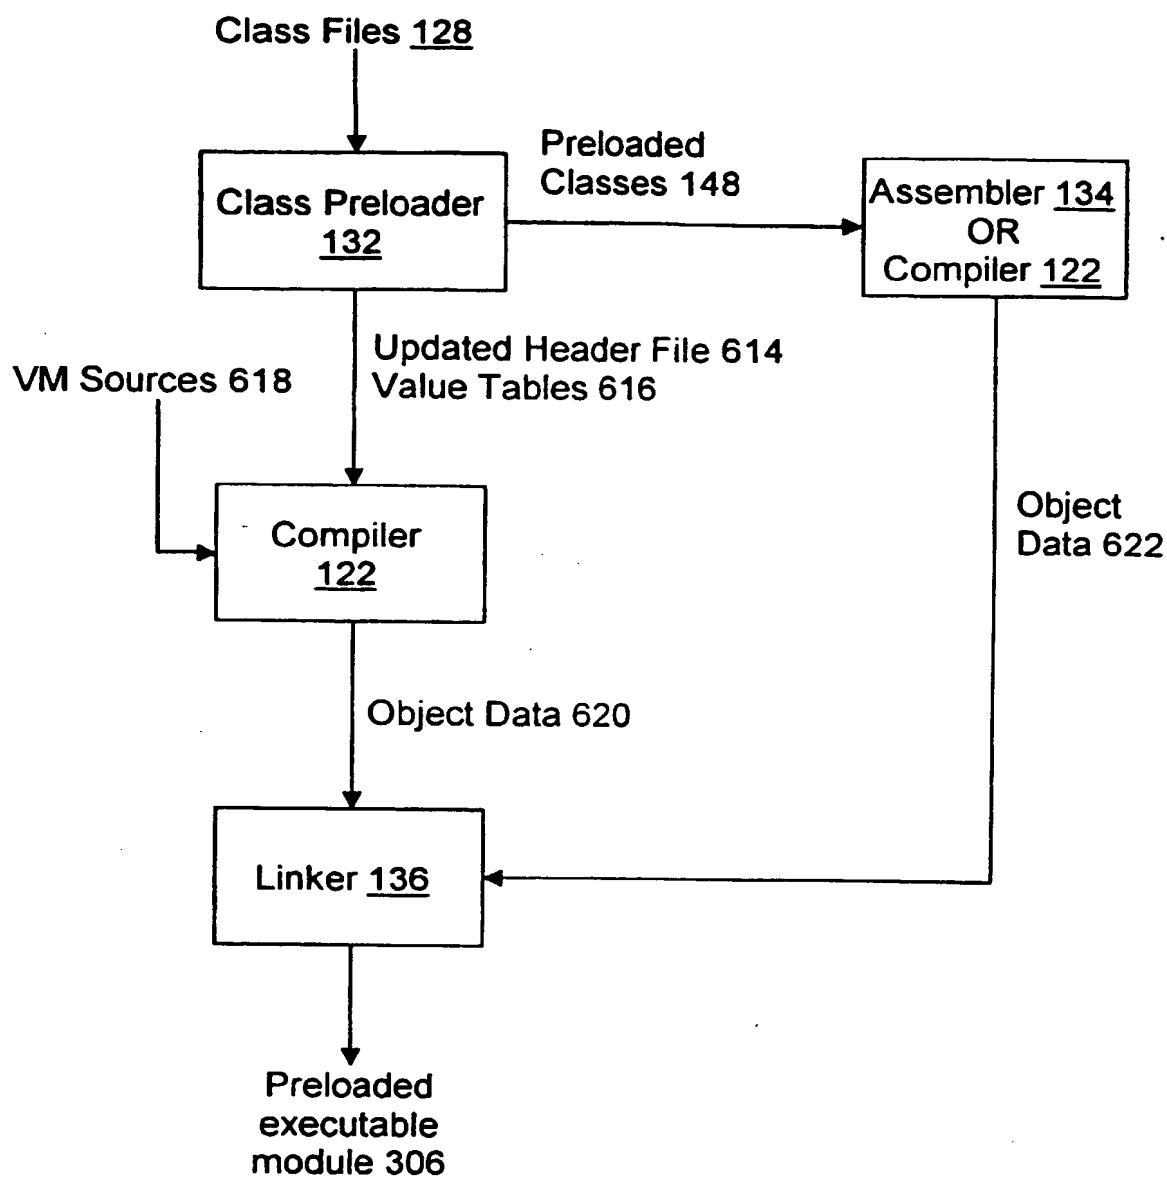 Class Files 128
Preloaded
Classes 148
Class Preloader
132
Assembler 134
OR
Compiler 122
Updated Header File 614
Value Tables 616
VM Sources 618
Compiler
122
Object
Data 622
Object Data 620
Linker 136
Preloaded
executable
module 306